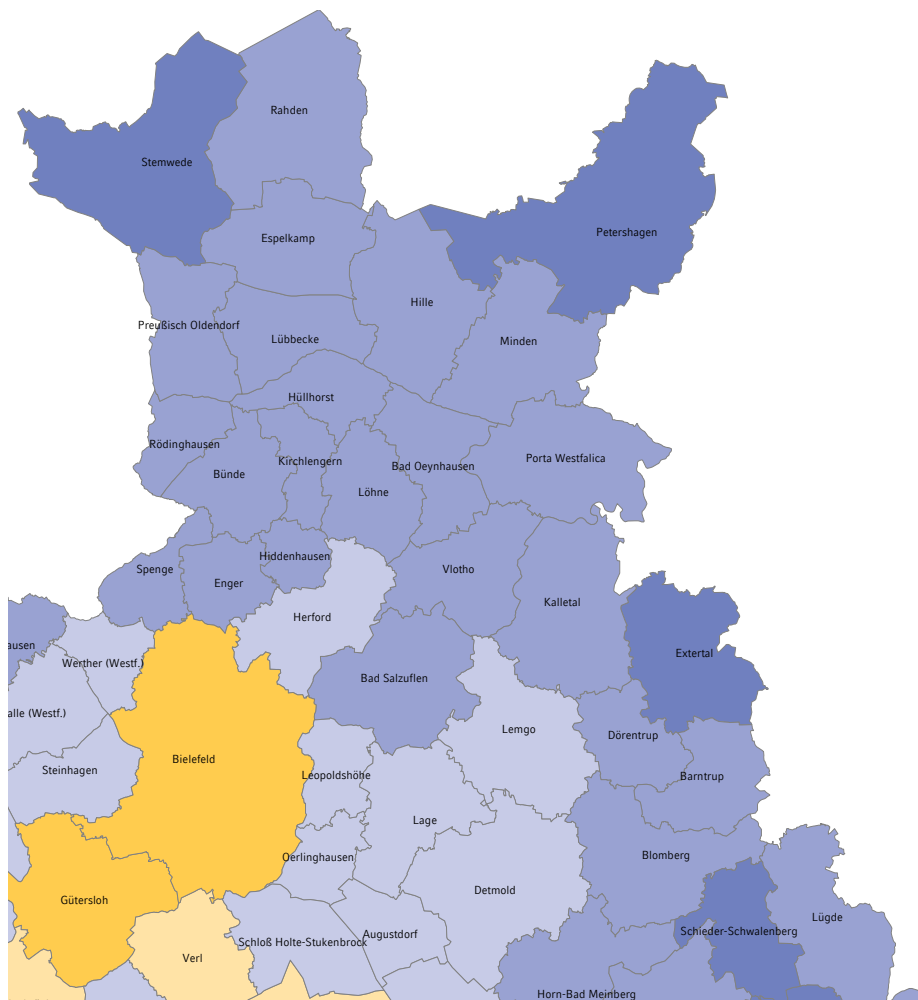 Rahden
Stemwede
Petershagen
Espelkamp
Hille
Preußisch Oldendorf
Lübbecke
Minden
Hüllhorst
Rödinghausen
Kirchlengern
Porta Westfalica
Bad Oeynhausen
Bünde
Löhne
Hiddenhausen
Spenge
Vlotho
Enger
Kalletal
Herford
ausen
Extertal
Werther (Westf.)
Bad Salzuflen
alle (Westf.)
Lemgo
Dörentrup
Bielefeld
Steinhagen
Leopoldshöhe
Barntrup
Lage
Oerlinghausen
Blomberg
Detmold
Gütersloh
Lügde
Schieder-Schwalenberg
Augustdorf
Schloß Holte-Stukenbrock
Verl
Horn-Bad Meinberg